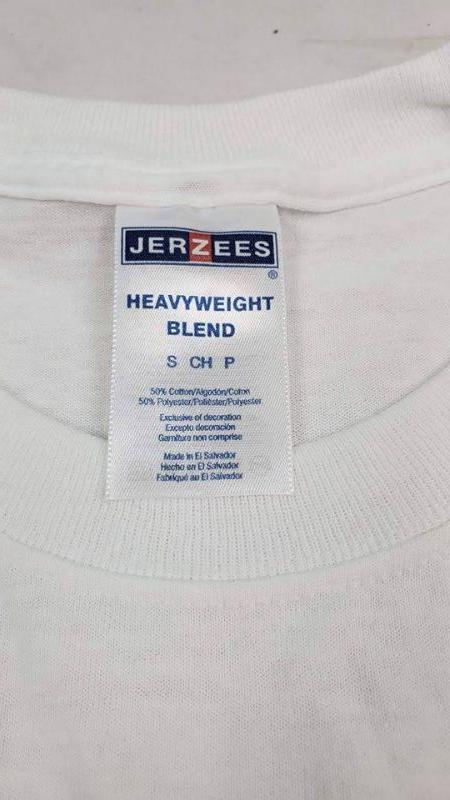 JERZEES
®
HEAVYWEIGHT
BLEND
S CH P
50% Cotton/Algodón/Coton
50% Polyester/Poliéster/Polyester
Exclusive of decoration
Excepto decoración
Garniture non comprise
Made in El Salvador
Hecho en El Salvador
Fabriqué au El Salvador